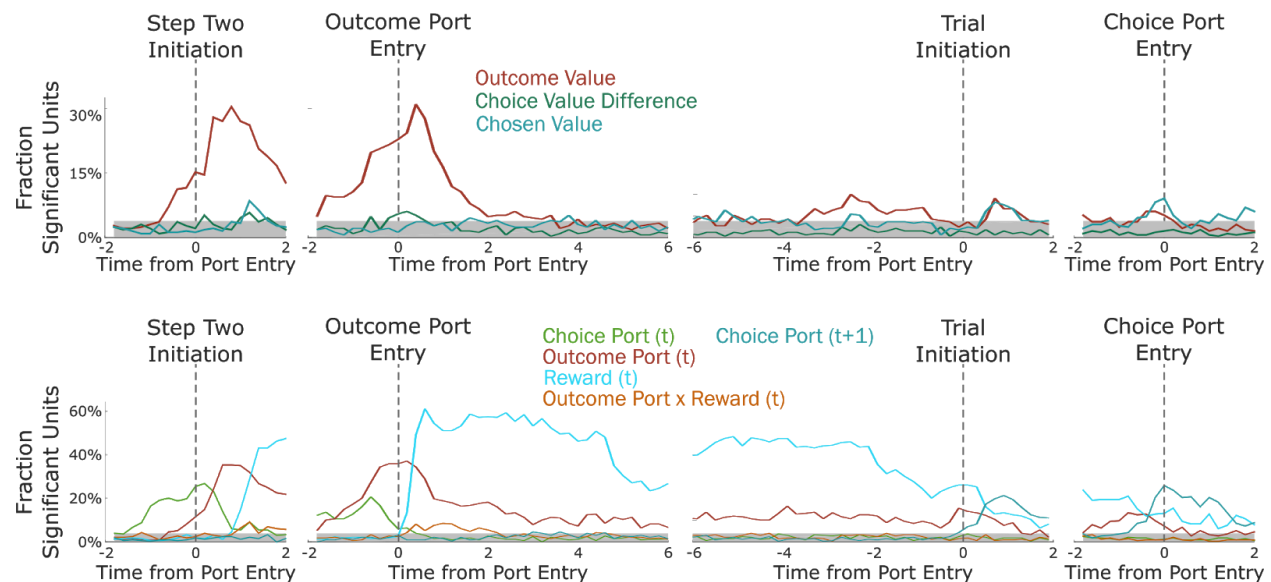 Step Two
Initiation
Outcome Port
Entry
Trial
Initiation
Choice Port
Entry
Outcome Value
Choice Value Difference
Chosen Value
Fraction
Significant Units
30%
15%
0%
-2 0 2
-2 0 2 4 6
-6 -4 -2 0
-2 0 2
Time from Port Entry
Time from Port Entry
Time from Port Entry
Time from Port Entry
Step Two
Initiation
Outcome Port
Entry
Trial
Initiation
Choice Port
Entry
Choice Port (t)
Choice Port (t+1)
Outcome Port (t)
Reward (t)
Outcome Port x Reward (t)
Fraction
Significant Units
60%
40%
20%
0%
-2 0 2
-2 0 2 4 6
-6 -4 -2 0 2
-2 0 2
Time from Port Entry
Time from Port Entry
Time from Port Entry
Time from Port Entry